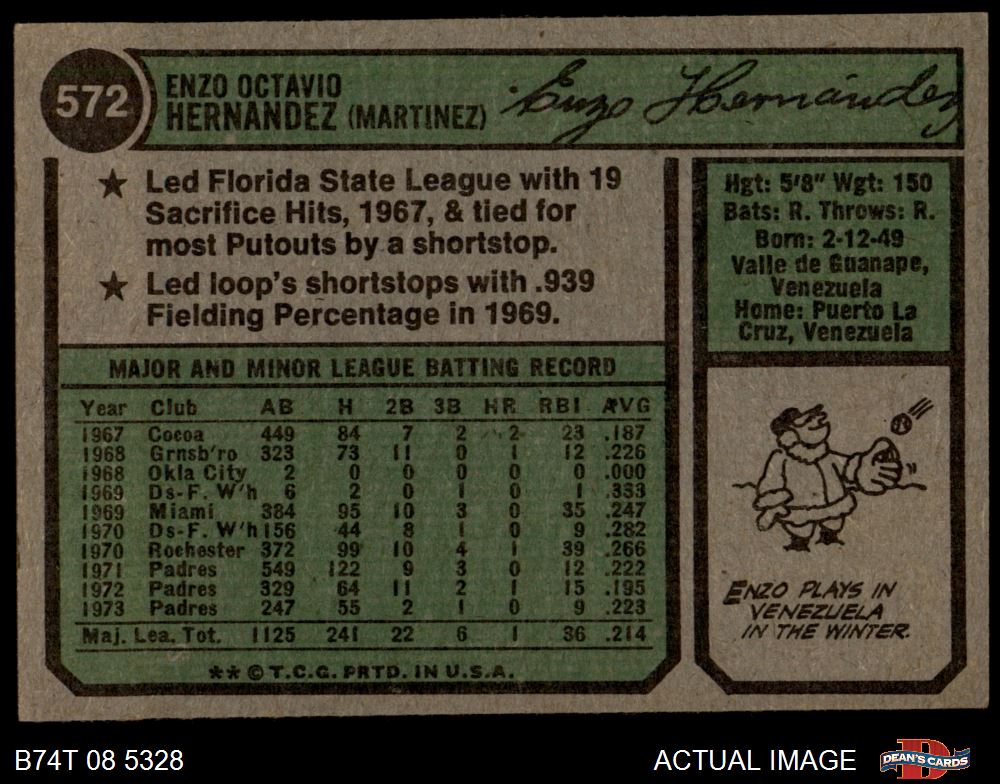 572
ENZO OCTAVIO
HERNANDEZ (MARTINEZ)
Enzo Hernández
★ Led Florida State League with 19
Sacrifice Hits, 1967, & tied for
most Putouts by a shortstop.
★ Led loop's shortstops with .939
Fielding Percentage in 1969.
Hgt: 5'8" Wgt: 150
Bats: R. Throws: R.
Born: 2-12-49
Valle de Guanape,
Venezuela
Home: Puerto La
Cruz, Venezuela
MAJOR AND MINOR LEAGUE BATTING RECORD
Year Club AB H 2B 3B HR RBI AVG
1967 Cocoa 449 84 7 2 2 23 .187
1968 Grnsb'ro 323 73 11 0 1 12 .226
1968 Okla City 2 0 0 0 0 0 .000
1969 Ds-F. W'h 6 2 0 1 0 1 .333
1969 Miami 384 95 10 3 0 35 .247
1970 Ds-F. W'h 156 44 8 1 0 9 .282
1970 Rochester 372 99 10 4 1 39 .266
1971 Padres 549 122 9 3 0 12 .222
1972 Padres 329 64 11 2 1 15 .195
1973 Padres 247 55 2 1 0 9 .223
Maj. Lea. Tot. 1125 241 22 6 1 36 .214
** © T.C.G. PRTD. IN U.S.A.
ENZO PLAYS IN
VENEZUELA
IN THE WINTER.
B74T 08 5328
ACTUAL IMAGE
D
DEAN'S CARDS